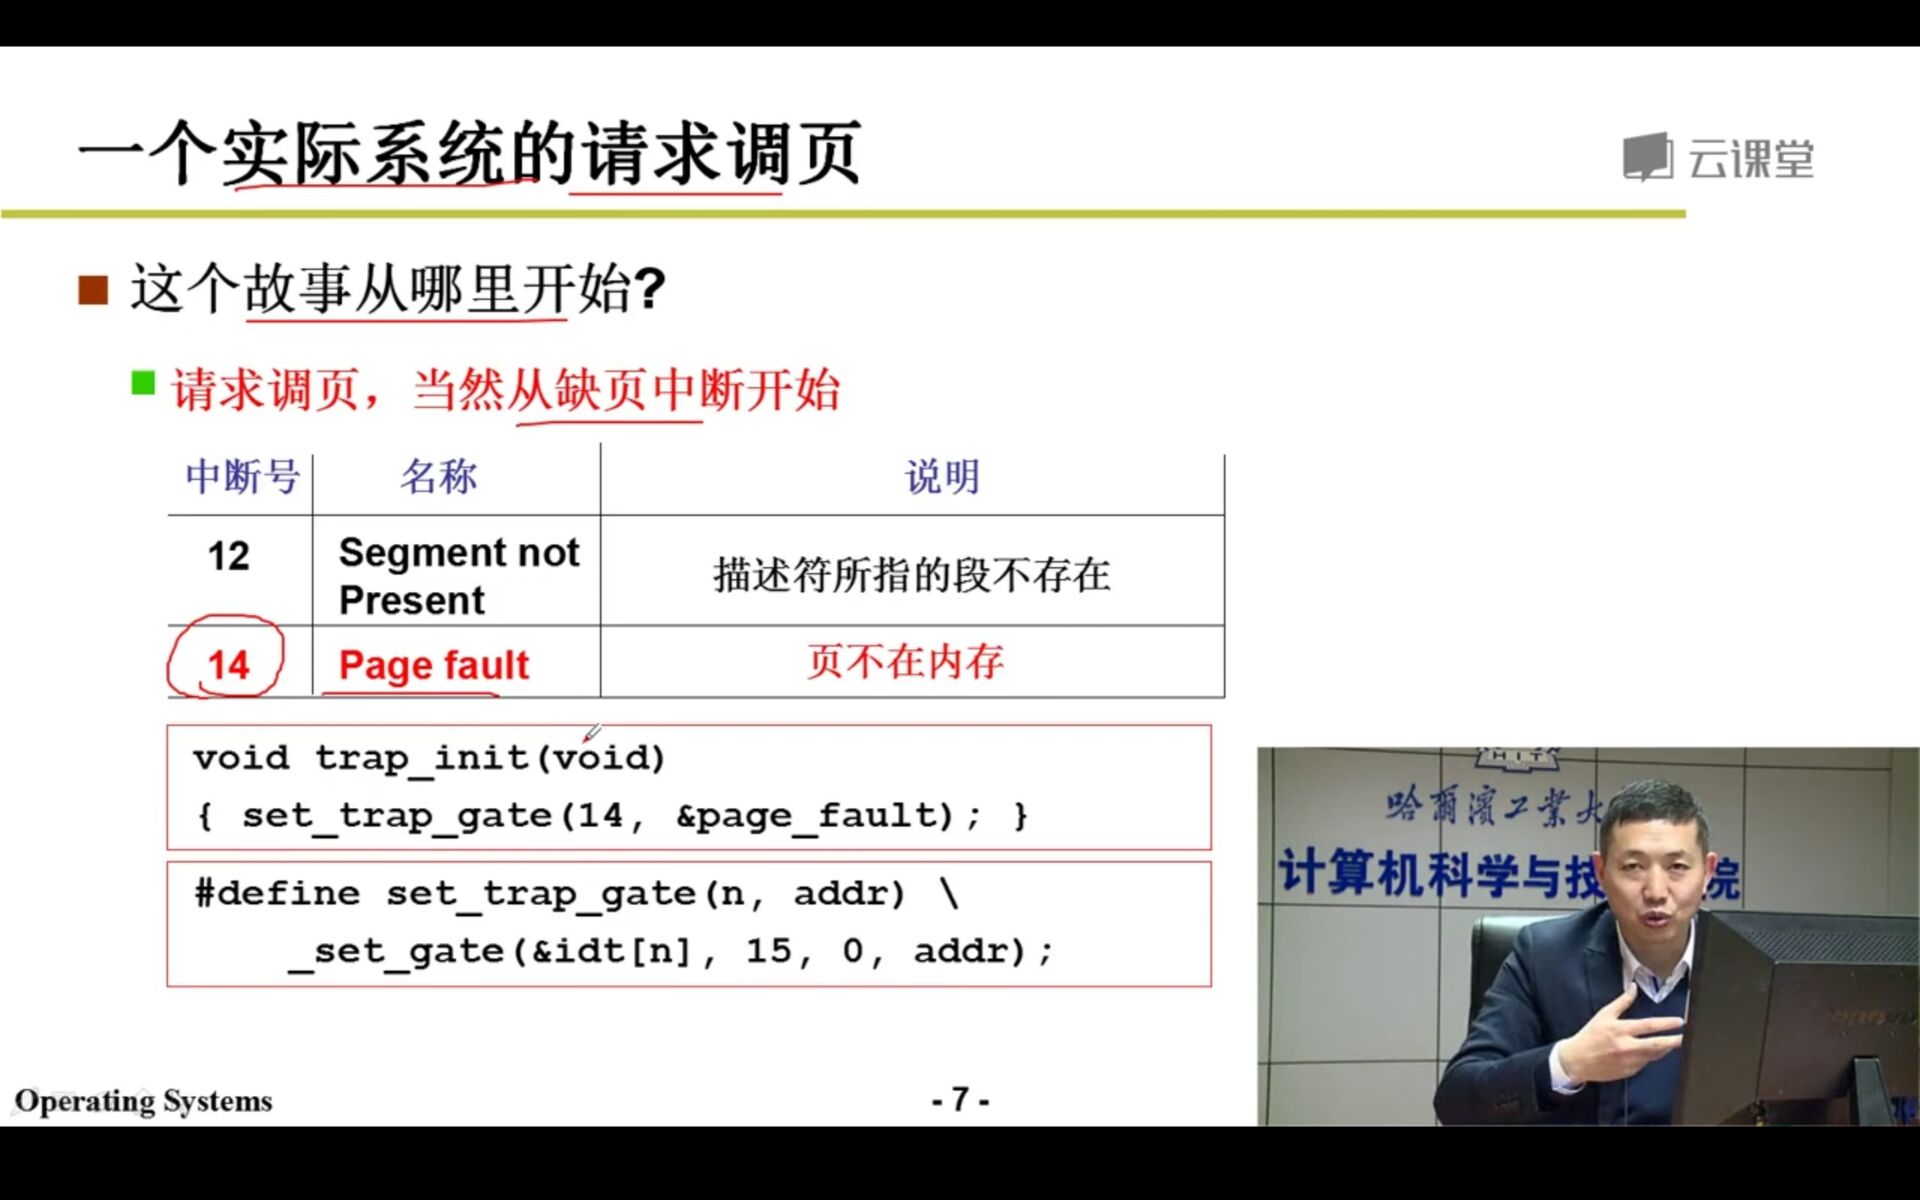 一个实际系统的请求调页
云课堂
这个故事从哪里开始?
请求调页，当然从缺页中断开始
中断号 名称 说明
12 Segment not Present 描述符所指的段不存在
14 Page fault 页不在内存
void trap_init(void)
{ set_trap_gate(14, &page_fault); }
#define set_trap_gate(n, addr) \
_set_gate(&idt[n], 15, 0, addr);
HIT
哈爾濱工業大
计算机科学与技 院
Operating Systems
- 7 -